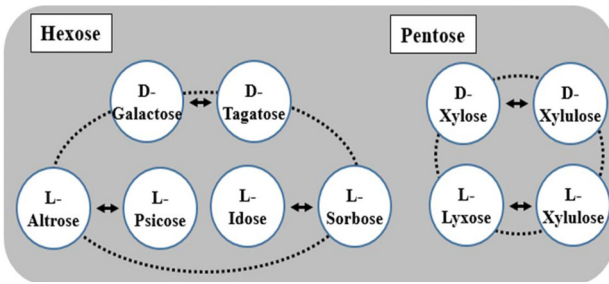 Hexose
Pentose
D-
Galactose
D-
Tagatose
D-
Xylose
D-
Xylulose
L-
Altrose
L-
Psicose
L-
Idose
L-
Sorbose
L-
Lyxose
L-
Xylulose